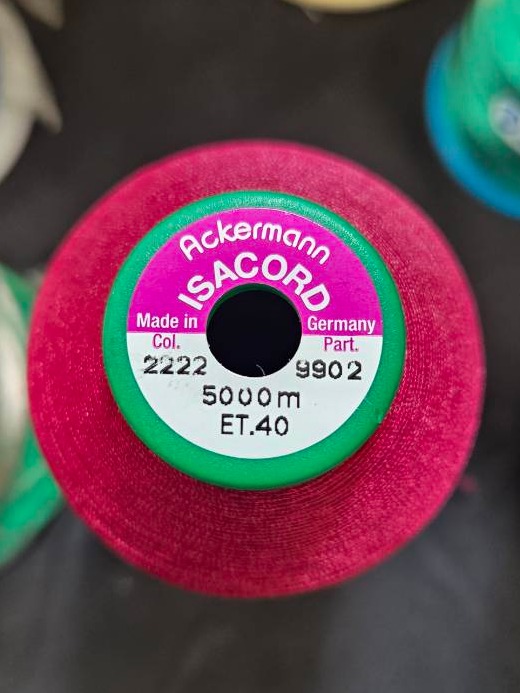 Ackermann
ISACORD
Made in Germany
Col. Part.
2222 9902
5000m
ET.40